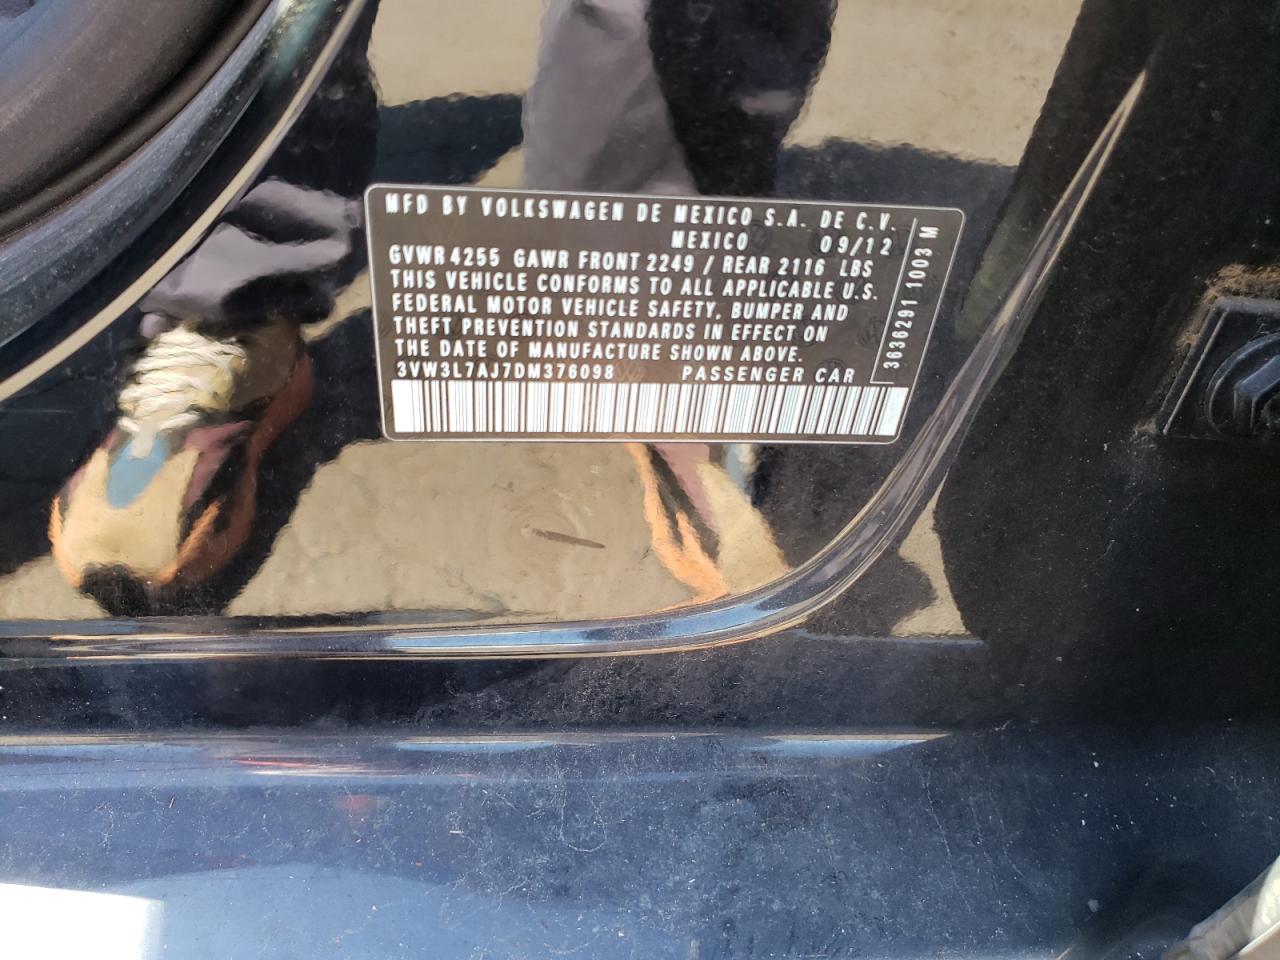 MFD BY VOLKSWAGEN DE MEXICO S.A. DE C.V.
MEXICO 09/12
GVWR 4255 GAWR FRONT 2249 / REAR 2116 LBS
THIS VEHICLE CONFORMS TO ALL APPLICABLE U.S.
FEDERAL MOTOR VEHICLE SAFETY, BUMPER AND
THEFT PREVENTION STANDARDS IN EFFECT ON
THE DATE OF MANUFACTURE SHOWN ABOVE.
3VW3L7AJ7DM376098 PASSENGER CAR
3636291 1003 M